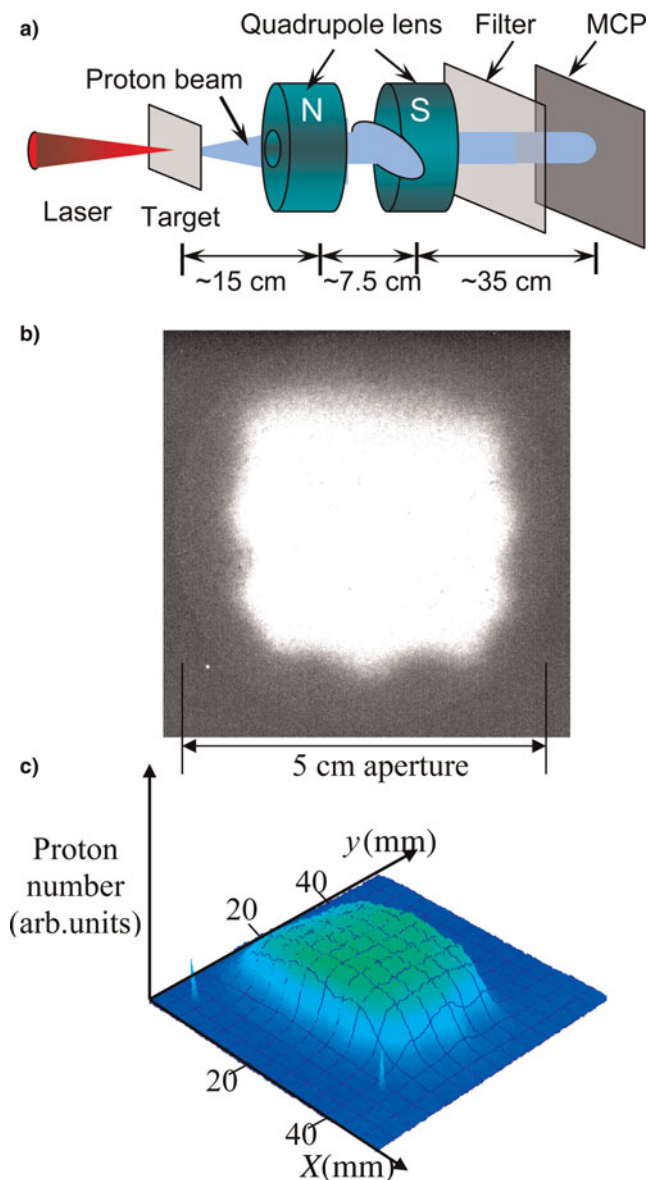 a)
Quadrupole lens
Filter
MCP
Proton beam
N
S
Laser
Target
~15 cm
~7.5 cm
~35 cm
b)
5 cm aperture
c)
Proton
number
(arb.units)
y(mm)
40
20
20
40
X(mm)